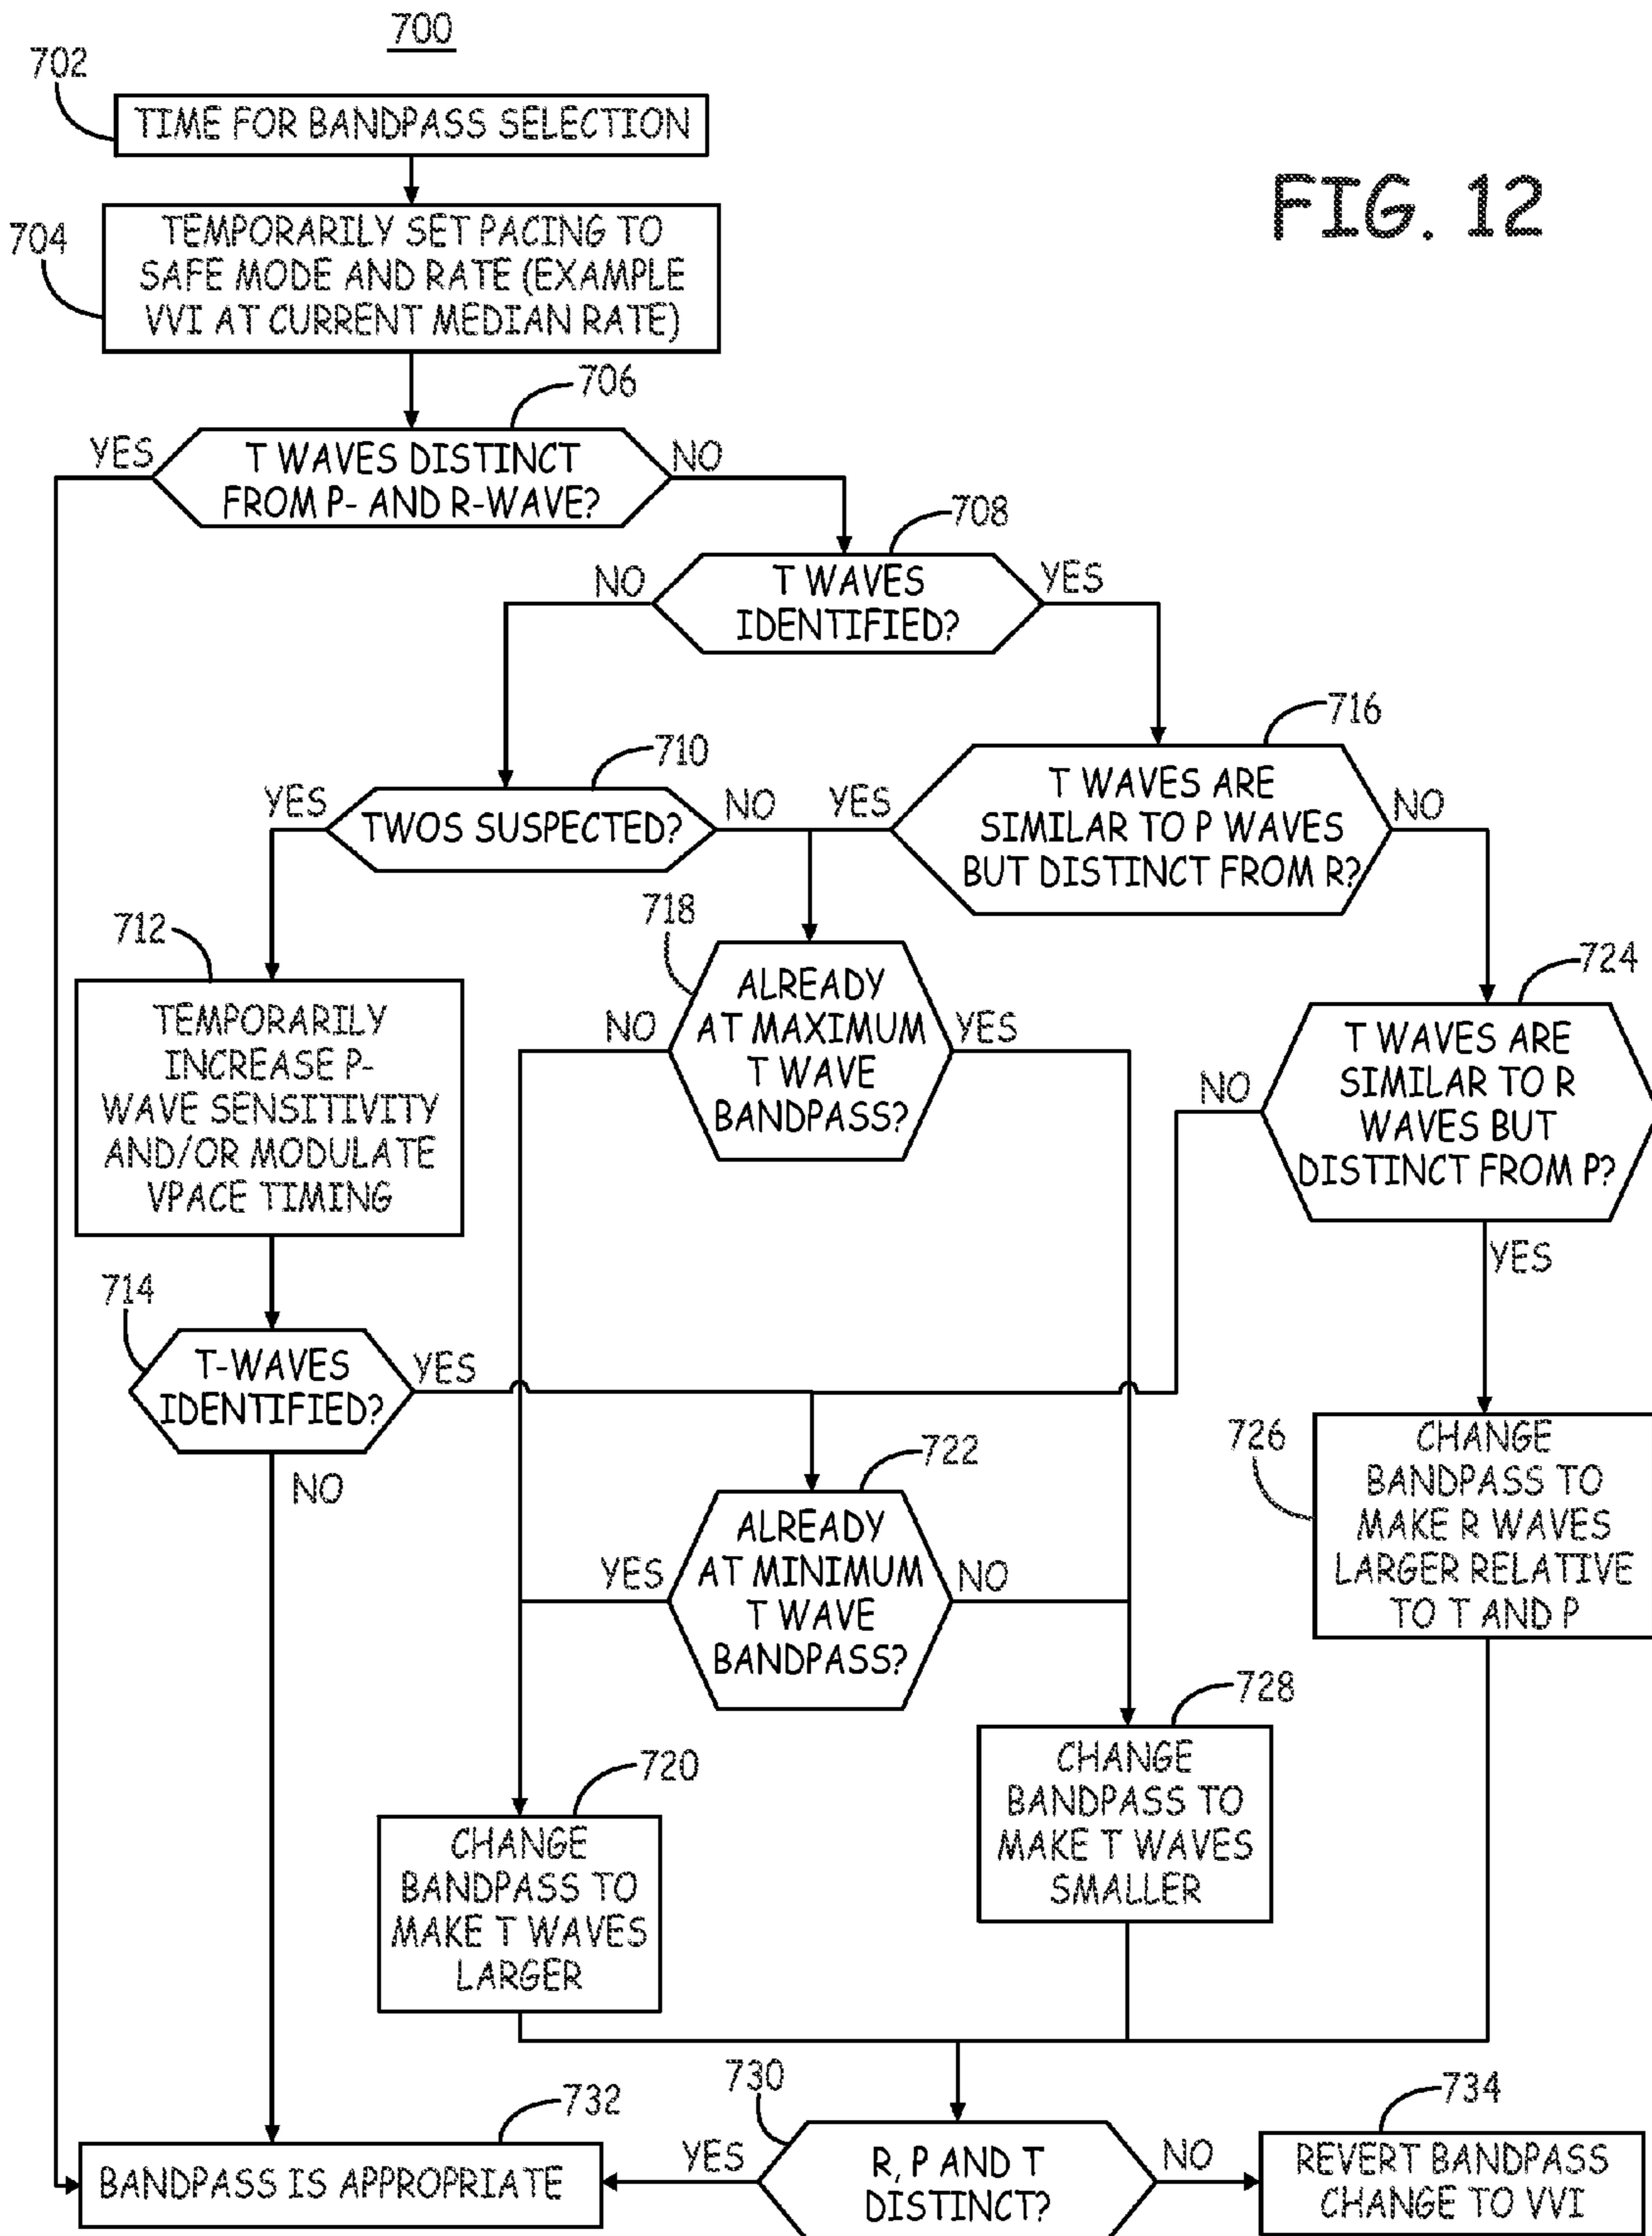 700
702
TIME FOR BANDPASS SELECTION
FIG. 12
704
TEMPORARILY SET PACING TO
SAFE MODE AND RATE (EXAMPLE
VVI AT CURRENT MEDIAN RATE)
706
YES
T WAVES DISTINCT
FROM P- AND R-WAVE?
NO
708
NO
T WAVES
IDENTIFIED?
YES
710
YES
TWOS SUSPECTED?
NO
716
YES
T WAVES ARE
SIMILAR TO P WAVES
BUT DISTINCT FROM R?
NO
712
TEMPORARILY
INCREASE P-
WAVE SENSITIVITY
AND/OR MODULATE
VPACE TIMING
718
NO
ALREADY
AT MAXIMUM
T WAVE
BANDPASS?
YES
724
NO
T WAVES ARE
SIMILAR TO R
WAVES BUT
DISTINCT FROM P?
YES
714
T-WAVES
IDENTIFIED?
YES
NO
722
YES
ALREADY
AT MINIMUM
T WAVE
BANDPASS?
NO
726
CHANGE
BANDPASS TO
MAKE R WAVES
LARGER RELATIVE
TO T AND P
720
CHANGE
BANDPASS TO
MAKE T WAVES
LARGER
728
CHANGE
BANDPASS TO
MAKE T WAVES
SMALLER
732
BANDPASS IS APPROPRIATE
730
YES
R, P AND T
DISTINCT?
NO
734
REVERT BANDPASS
CHANGE TO VVI